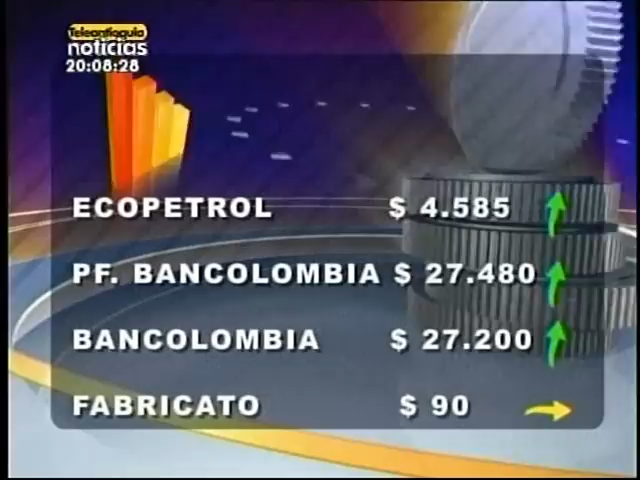 Teleantioquia
noticias
20:08:28
ECOPETROL $ 4.585
PF. BANCOLOMBIA $ 27.480
BANCOLOMBIA $ 27.200
FABRICATO $ 90